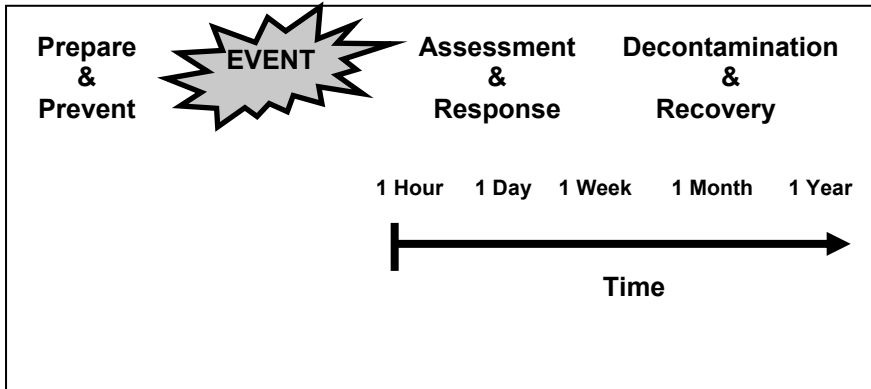 Prepare
&
Prevent
EVENT
Assessment
&
Response
Decontamination
&
Recovery
1 Hour 1 Day 1 Week 1 Month 1 Year
Time